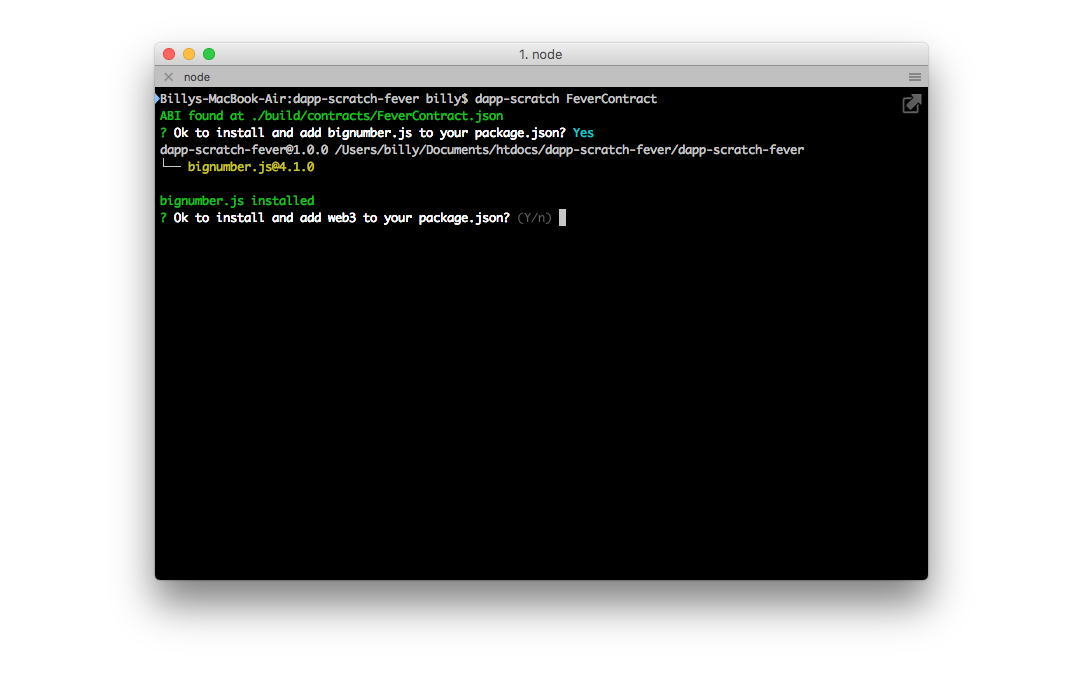 1. node
node
Billys-MacBook-Air:dapp-scratch-fever billy$ dapp-scratch FeverContract
ABI found at ./build/contracts/FeverContract.json
? Ok to install and add bignumber.js to your package.json? Yes
dapp-scratch-fever@1.0.0 /Users/billy/Documents/htdocs/dapp-scratch-fever/dapp-scratch-fever
└── bignumber.js@4.1.0
bignumber.js installed
? Ok to install and add web3 to your package.json? (Y/n)